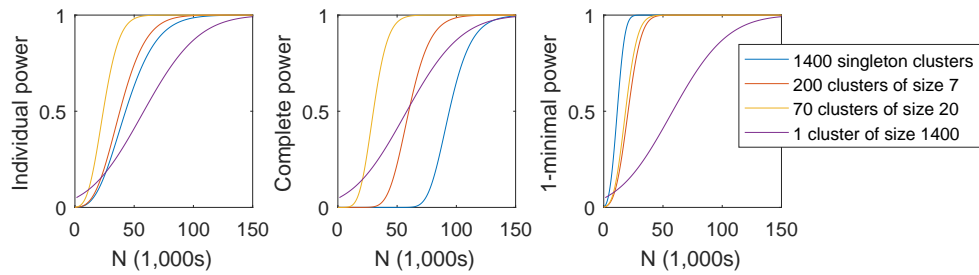 Individual power
1
0.5
0
0
50
100
150
N (1,000s)
Complete power
1
0.5
0
0
50
100
150
N (1,000s)
1-minimal power
1
0.5
0
0
50
100
150
N (1,000s)
1400 singleton clusters
200 clusters of size 7
70 clusters of size 20
1 cluster of size 1400